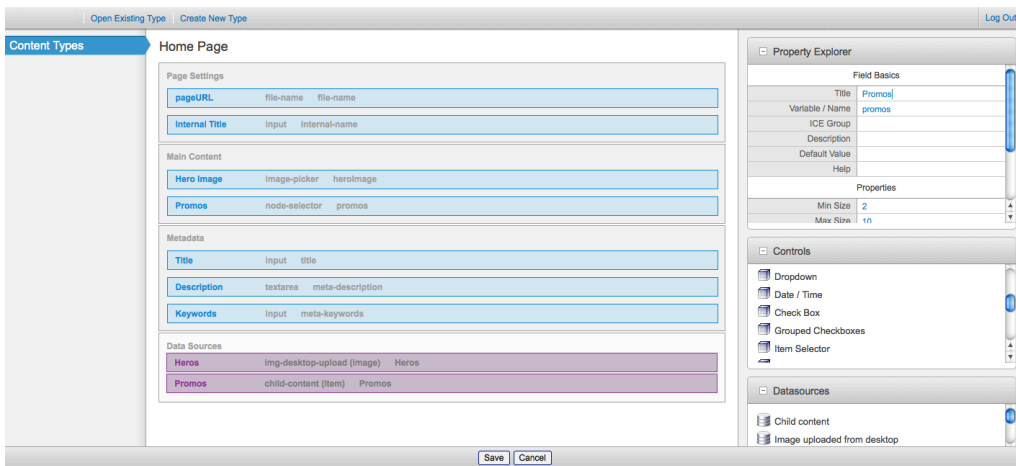 Open Existing Type Create New Type Log Out
Content Types
Home Page
Page Settings
pageURL file-name file-name
Internal Title input internal-name
Main Content
Hero Image image-picker heroImage
Promos node-selector promos
Metadata
Title input title
Description textarea meta-description
Keywords input meta-keywords
Data Sources
Heros img-desktop-upload (image) Heros
Promos child-content (item) Promos
Property Explorer
Field Basics
Title Promos
Variable / Name promos
ICE Group
Description
Default Value
Help
Properties
Min Size 2
Max Size 10
Controls
Dropdown
Date / Time
Check Box
Grouped Checkboxes
Item Selector
Datasources
Child content
Image uploaded from desktop
Save Cancel